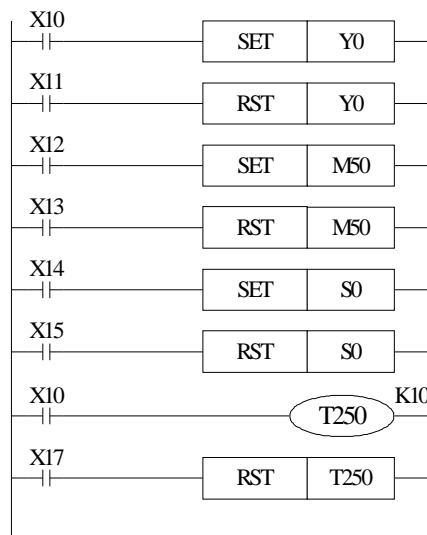 X10
SET Y0
X11
RST Y0
X12
SET M50
X13
RST M50
X14
SET S0
X15
RST S0
X10 K10
T250
X17
RST T250